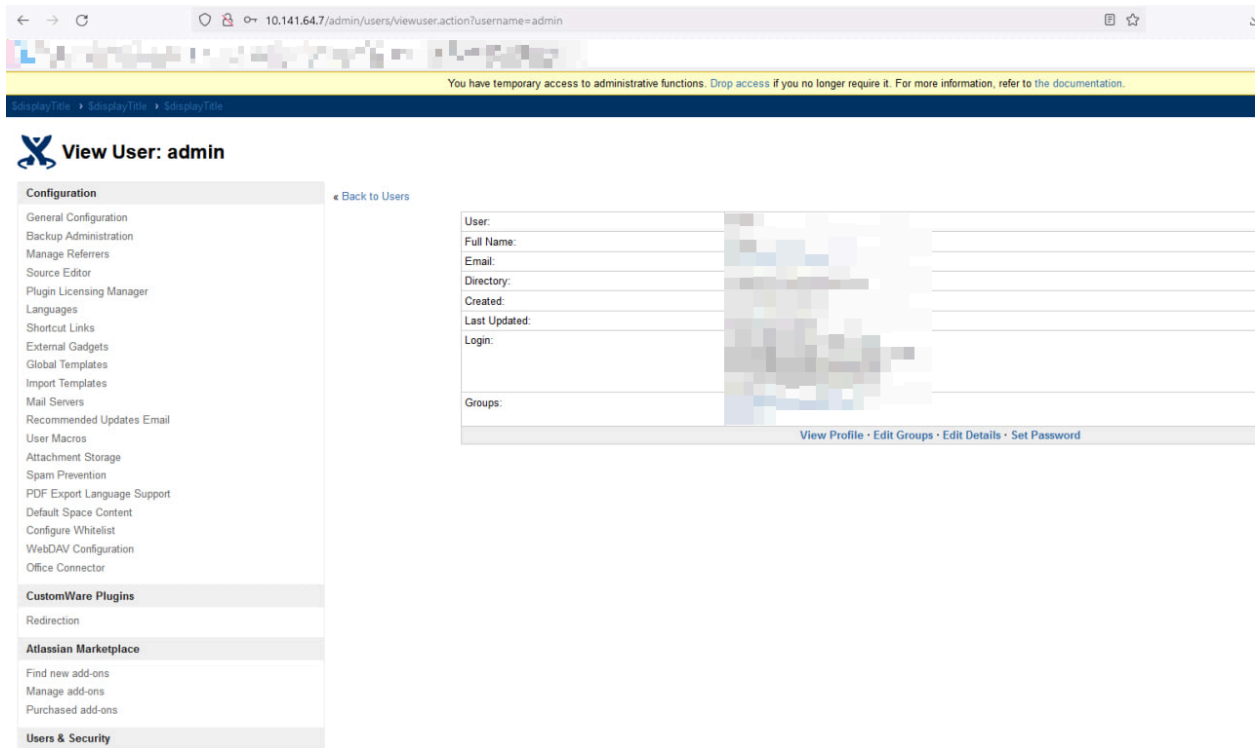 10.141.64.7/admin/users/viewuser.action?username=admin
You have temporary access to administrative functions. Drop access if you no longer require it. For more information, refer to the documentation.
$displayTitle › $displayTitle › $displayTitle
View User: admin
Configuration
General Configuration
Backup Administration
Manage Referrers
Source Editor
Plugin Licensing Manager
Languages
Shortcut Links
External Gadgets
Global Templates
Import Templates
Mail Servers
Recommended Updates Email
User Macros
Attachment Storage
Spam Prevention
PDF Export Language Support
Default Space Content
Configure Whitelist
WebDAV Configuration
Office Connector
CustomWare Plugins
Redirection
Atlassian Marketplace
Find new add-ons
Manage add-ons
Purchased add-ons
Users & Security
« Back to Users
User:
Full Name:
Email:
Directory:
Created:
Last Updated:
Login:
Groups:
View Profile · Edit Groups · Edit Details · Set Password